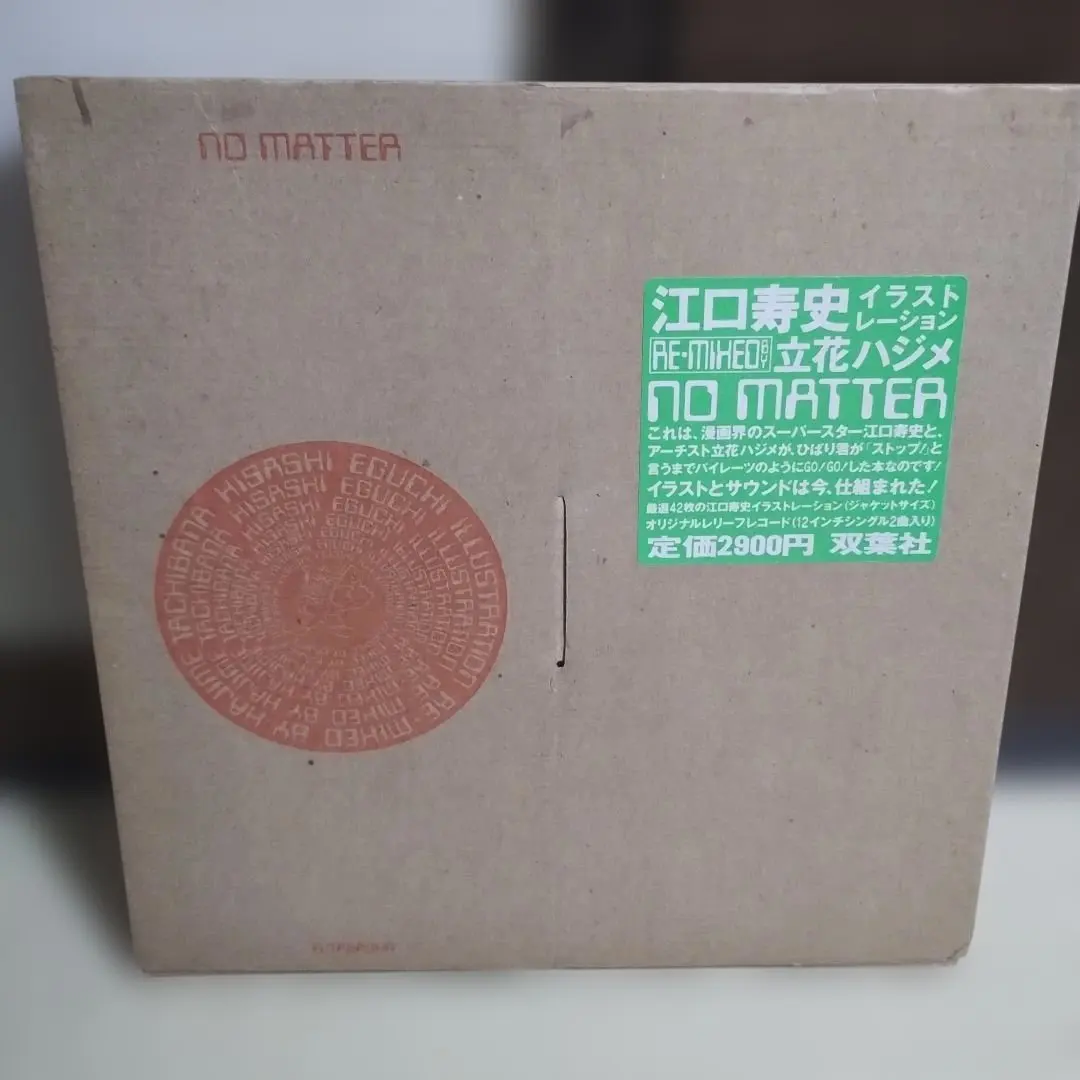 NO MATTER
江口寿史イラストレーション
RE-MIXED BY 立花ハジメ
NO MATTER
これは、漫画界のスーパースター江口寿史と、
アーチスト立花ハジメが、ひばり君が「ストップ!」と
言うまでパイレーツのようにGO!GO!した本なのです!
イラストとサウンドは今、仕組まれた!
厳選42枚の江口寿史イラストレーション(ジャケットサイズ)
オリジナルレリーフレコード(12インチシングル2曲入り)
定価2900円 双葉社
HISASHI EGUCHI ILLUSTRATION RE-MIXED BY HAJIME TACHIBANA
HISASHI EGUCHI ILLUSTRATION RE-MIXED BY HAJIME TACHIBANA